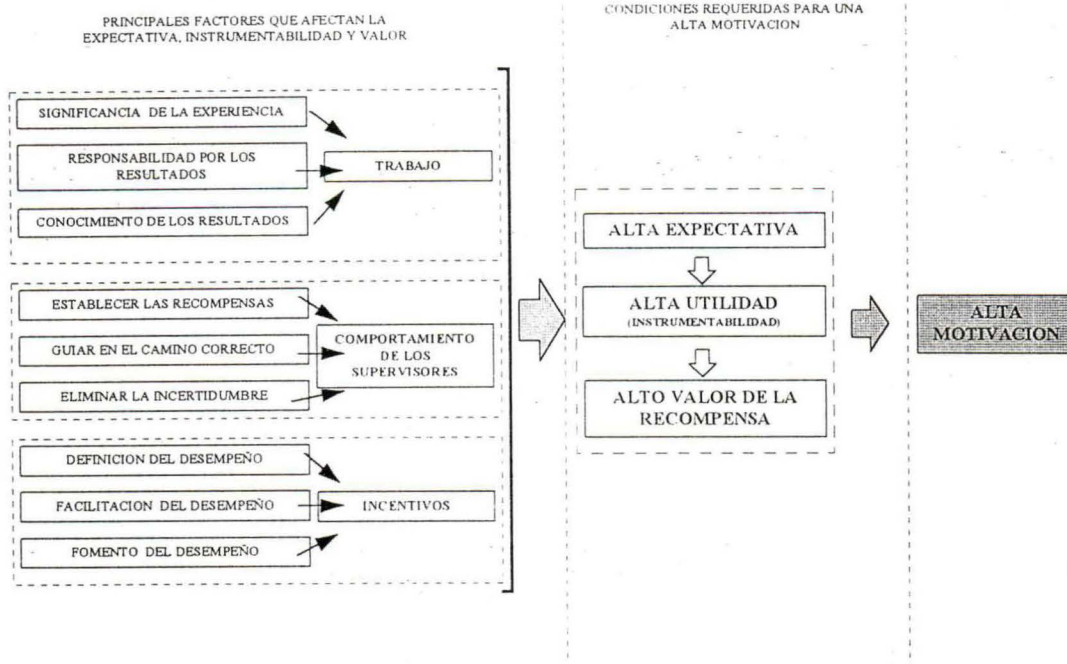 PRINCIPALES FACTORES QUE AFECTAN LA
EXPECTATIVA, INSTRUMENTABILIDAD Y VALOR
SIGNIFICANCIA DE LA EXPERIENCIA
RESPONSABILIDAD POR LOS
RESULTADOS
CONOCIMIENTO DE LOS RESULTADOS
TRABAJO
ESTABLECER LAS RECOMPENSAS
GUIAR EN EL CAMINO CORRECTO
ELIMINAR LA INCERTIDUMBRE
COMPORTAMIENTO
DE LOS
SUPERVISORES
DEFINICION DEL DESEMPEÑO
FACILITACION DEL DESEMPEÑO
FOMENTO DEL DESEMPEÑO
INCENTIVOS
CONDICIONES REQUERIDAS PARA UNA
ALTA MOTIVACION
ALTA EXPECTATIVA
ALTA UTILIDAD
(INSTRUMENTABILIDAD)
ALTO VALOR DE LA
RECOMPENSA
ALTA
MOTIVACION